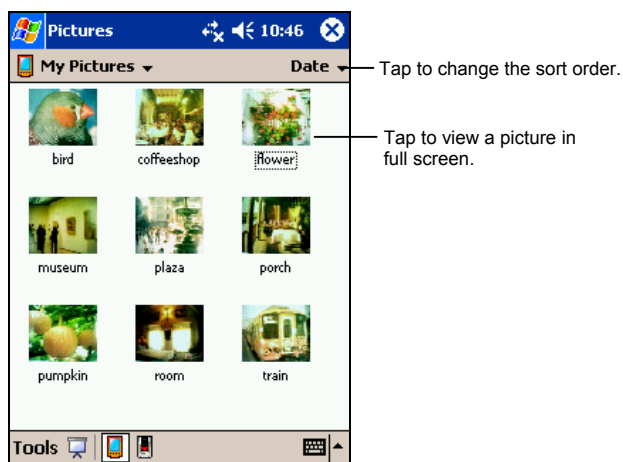 Pictures 10:46
My Pictures Date
Tap to change the sort order.
bird coffeeshop flower
Tap to view a picture in
full screen.
museum plaza porch
pumpkin room train
Tools